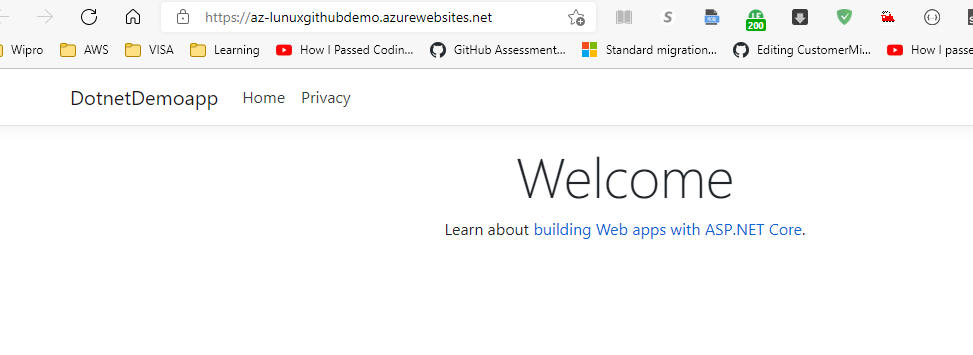 https://az-lunuxgithubdemo.azurewebsites.net
200
Wipro AWS VISA Learning How I Passed Coding... GitHub Assessment... Standard migration... Editing CustomerMi... How I passe
DotnetDemoapp Home Privacy
Welcome
Learn about building Web apps with ASP.NET Core.